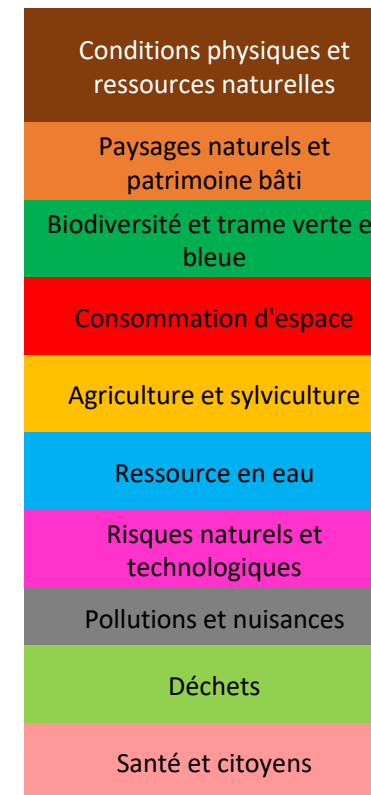 Conditions physiques et
ressources naturelles
Paysages naturels et
patrimoine bâti
Biodiversité et trame verte e
bleue
Consommation d'espace
Agriculture et sylviculture
Ressource en eau
Risques naturels et
technologiques
Pollutions et nuisances
Déchets
Santé et citoyens